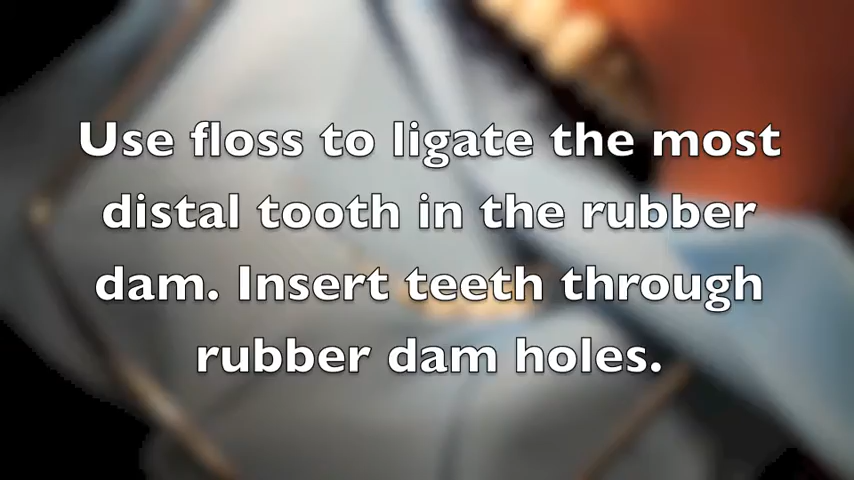 Use floss to ligate the most
distal tooth in the rubber
dam. Insert teeth through
rubber dam holes.